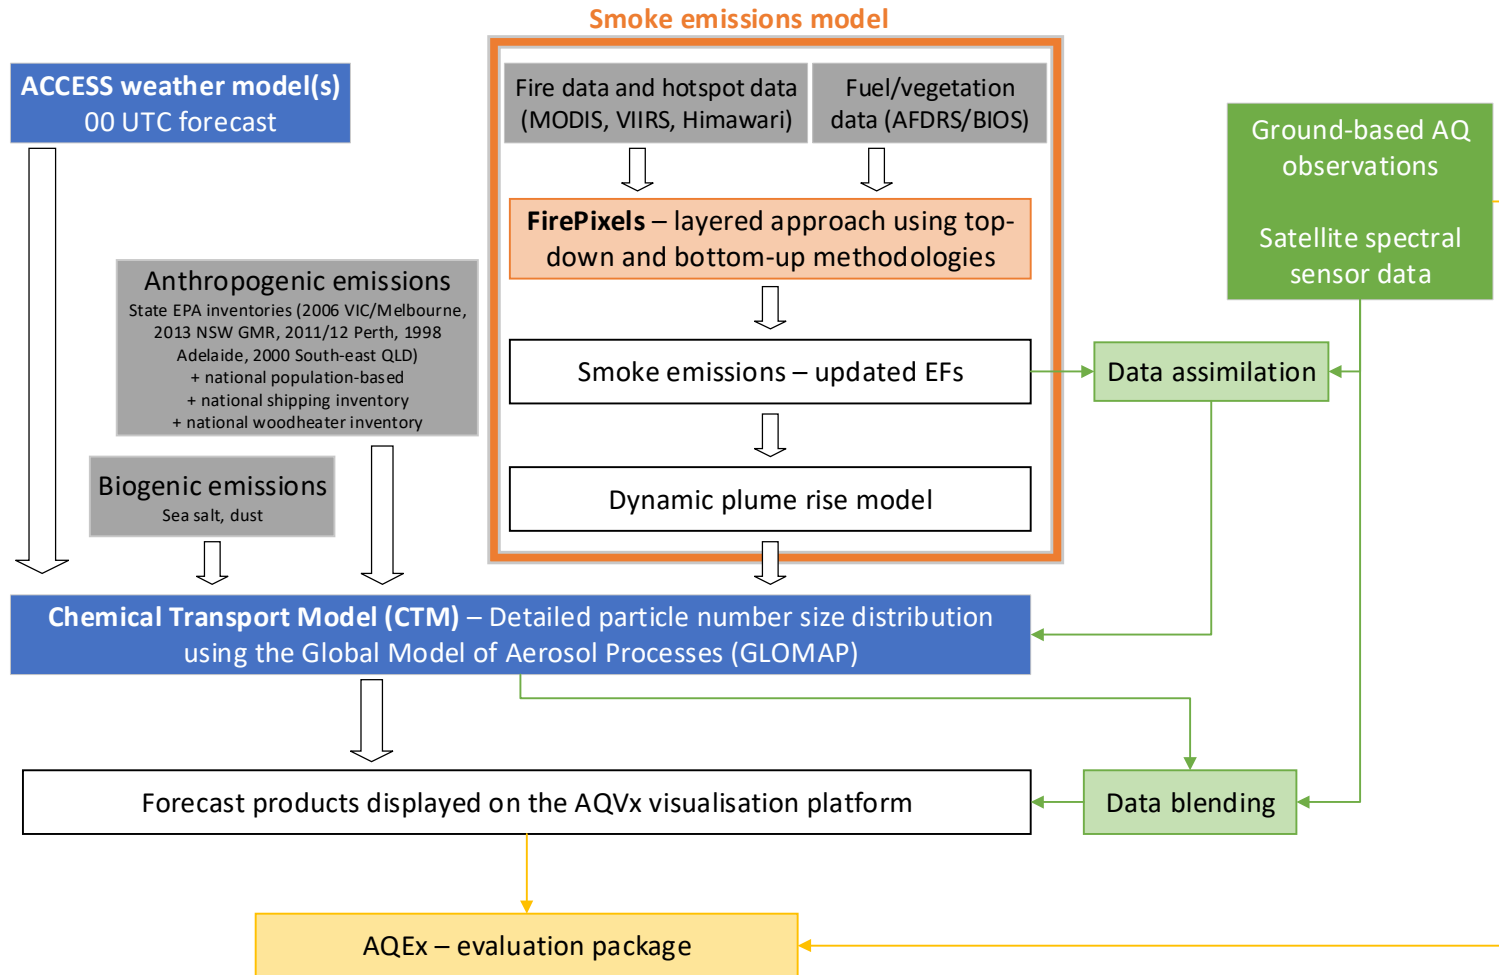 Smoke emissions model
ACCESS weather model(s)
00 UTC forecast
Fire data and hotspot data
(MODIS, VIIRS, Himawari)
Fuel/vegetation
data (AFDRS/BIOS)
Ground-based AQ
observations
Satellite spectral
sensor data
FirePixels – layered approach using top-
down and bottom-up methodologies
Anthropogenic emissions
State EPA inventories (2006 VIC/Melbourne,
2013 NSW GMR, 2011/12 Perth, 1998
Adelaide, 2000 South-east QLD)
+ national population-based
+ national shipping inventory
+ national woodheater inventory
Smoke emissions – updated EFs
Data assimilation
Biogenic emissions
Sea salt, dust
Dynamic plume rise model
Chemical Transport Model (CTM) – Detailed particle number size distribution
using the Global Model of Aerosol Processes (GLOMAP)
Forecast products displayed on the AQVx visualisation platform
Data blending
AQEx – evaluation package